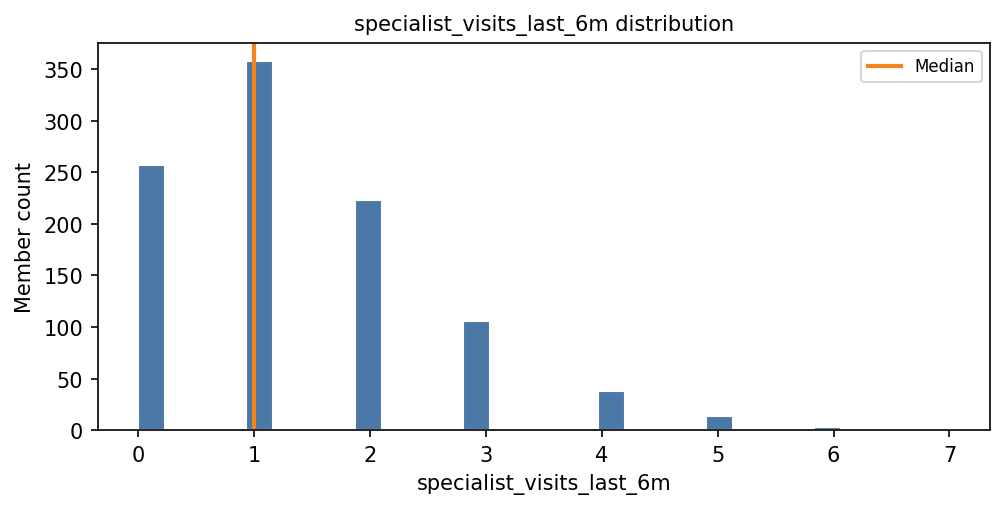 specialist_visits_last_6m distribution
Median
Member count
350
300
250
200
150
100
50
0
0 1 2 3 4 5 6 7
specialist_visits_last_6m